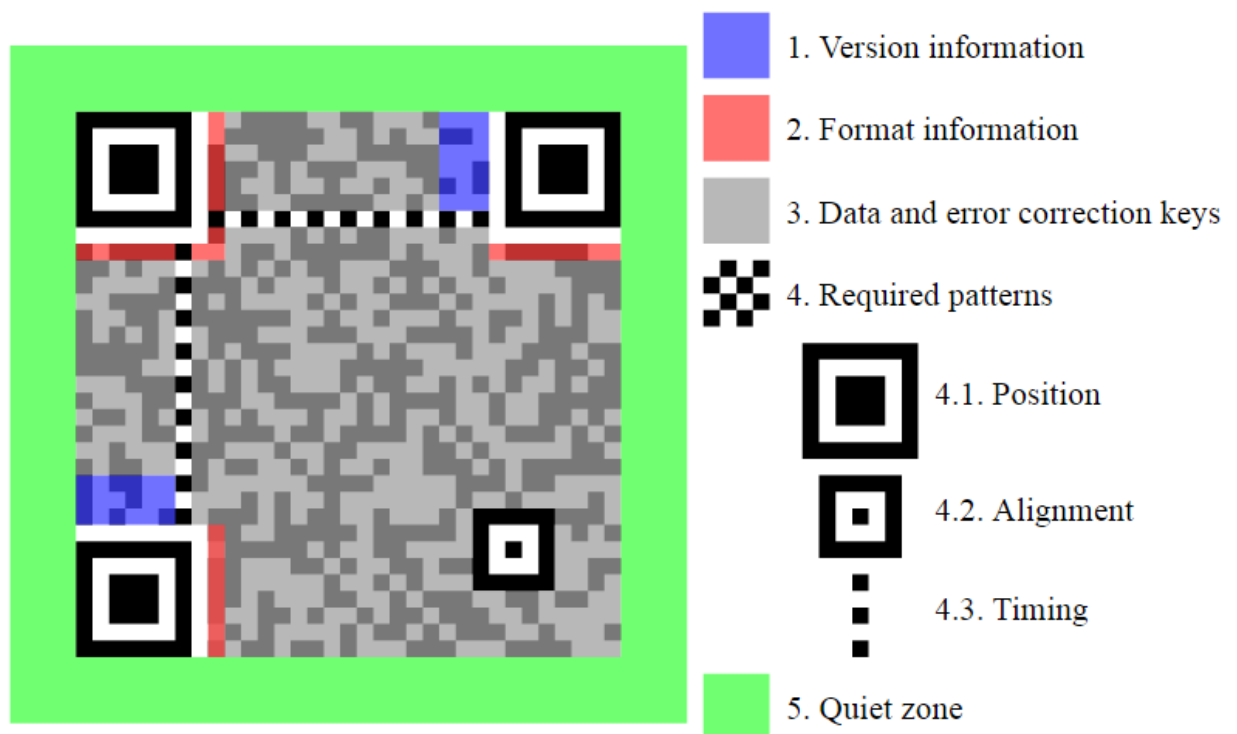 1. Version information
2. Format information
3. Data and error correction keys
4. Required patterns
4.1. Position
4.2. Alignment
4.3. Timing
5. Quiet zone